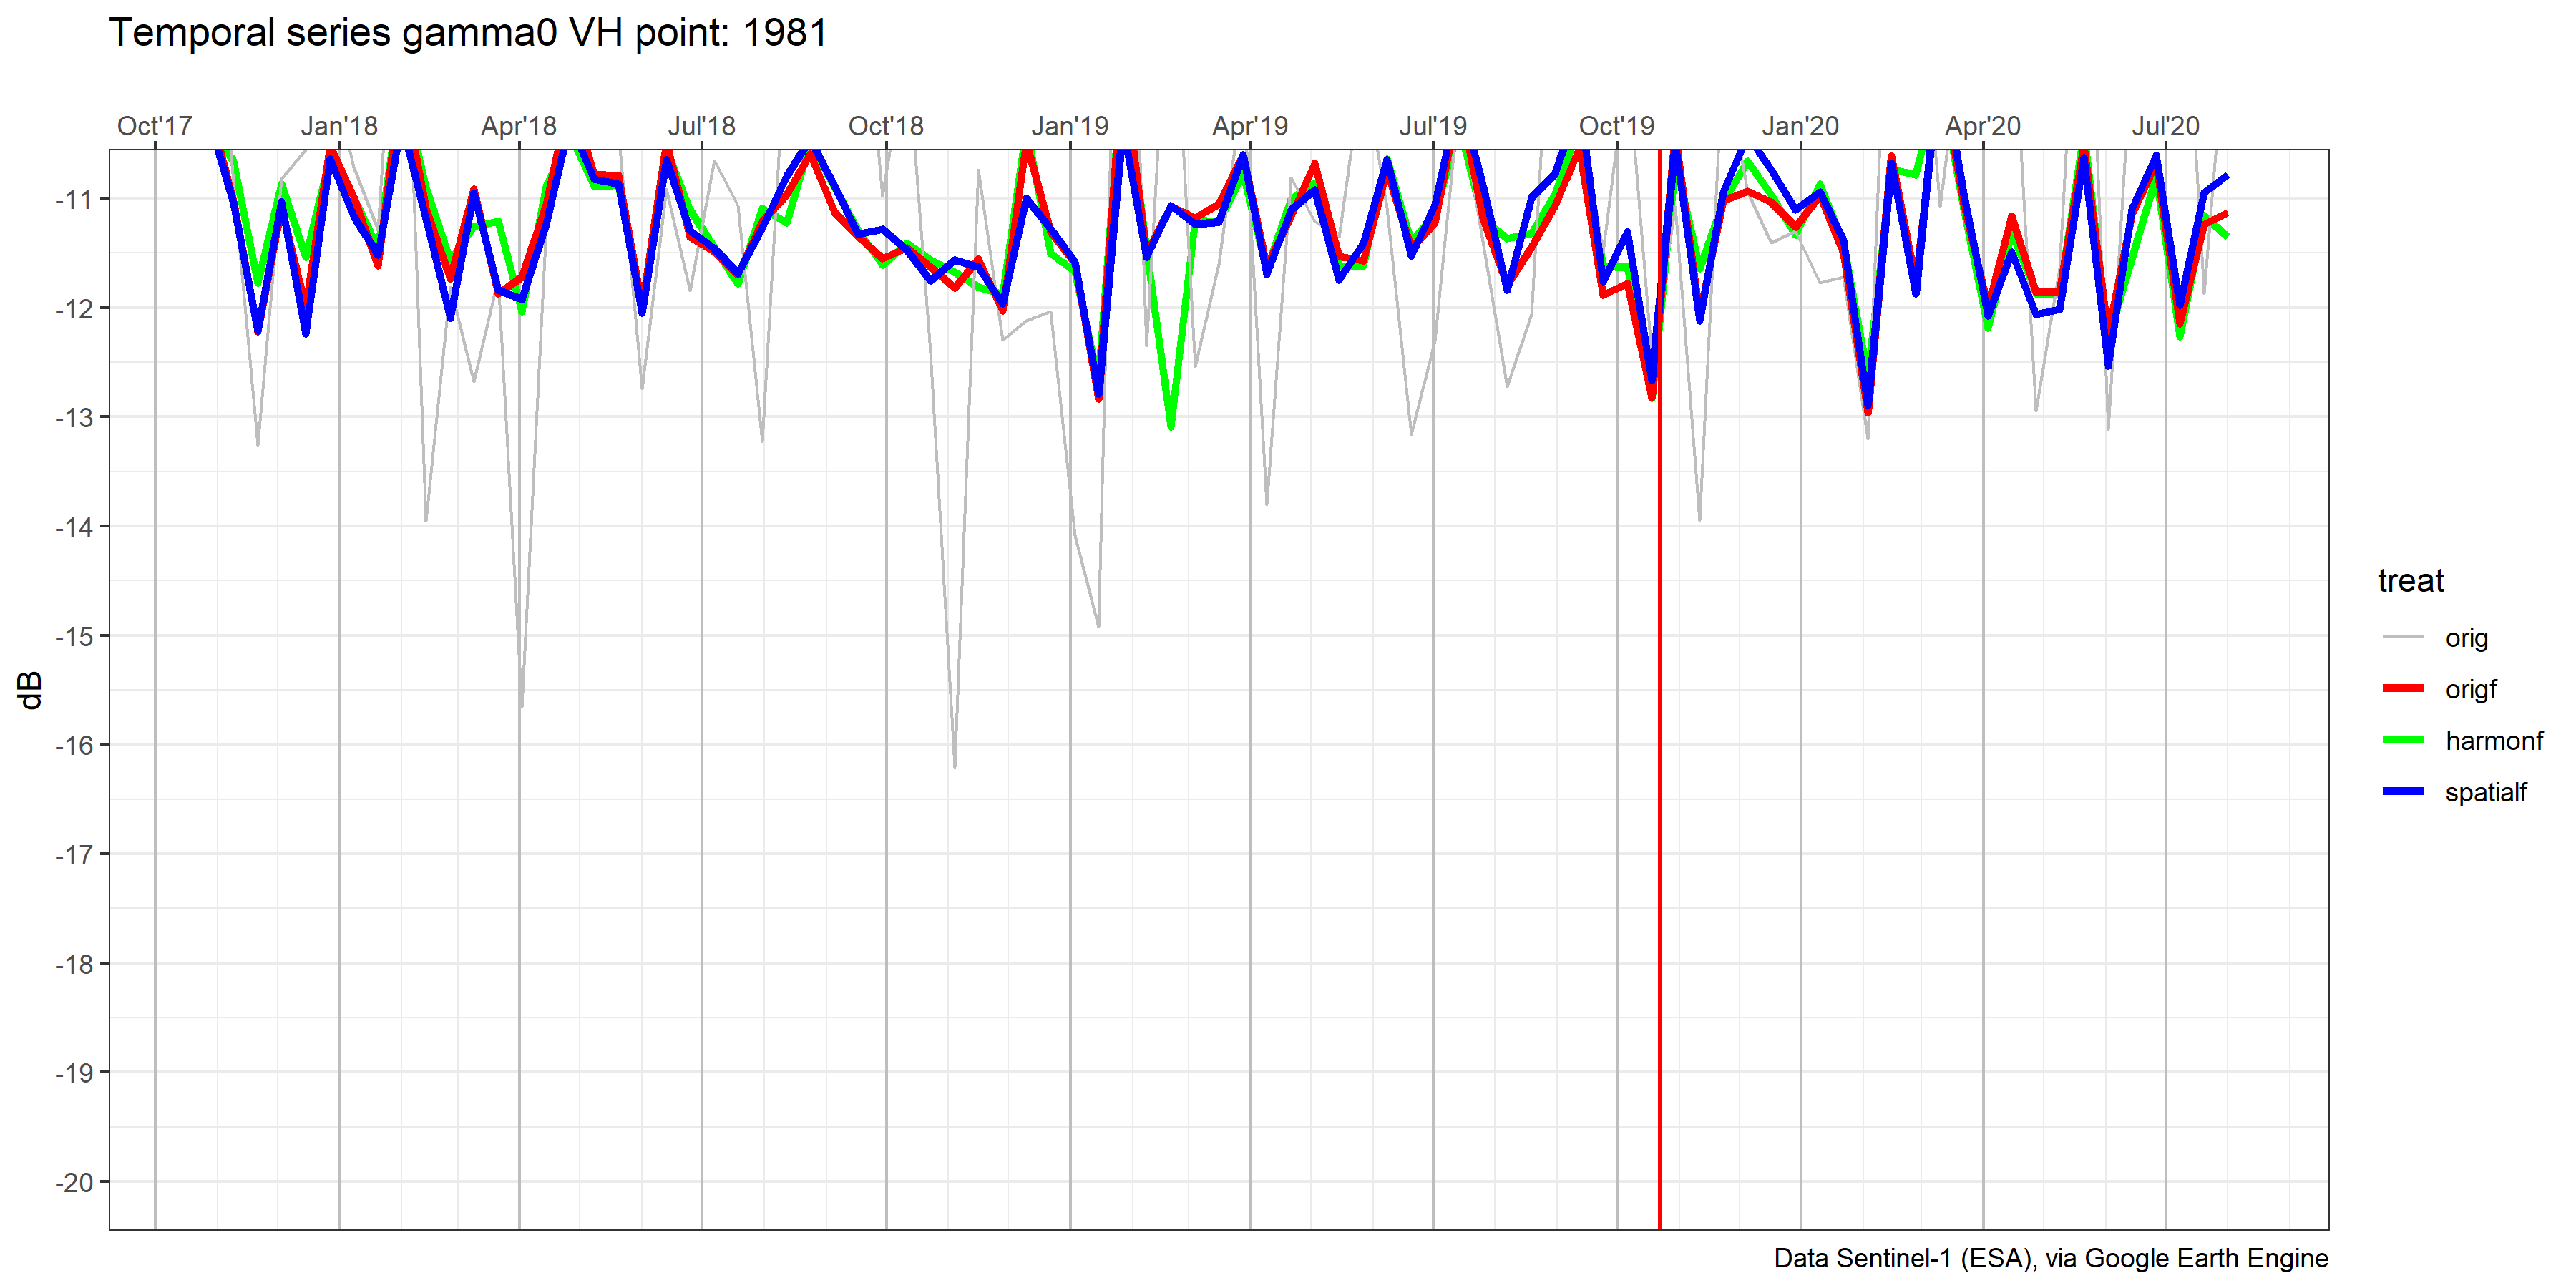 Temporal series gamma0 VH point: 1981
Oct'17 Jan'18 Apr'18 Jul'18 Oct'18 Jan'19 Apr'19 Jul'19 Oct'19 Jan'20 Apr'20 Jul'20
-11
-12
-13
-14
-15
-16
-17
-18
-19
-20
dB
treat
orig
origf
harmonf
spatialf
Data Sentinel-1 (ESA), via Google Earth Engine